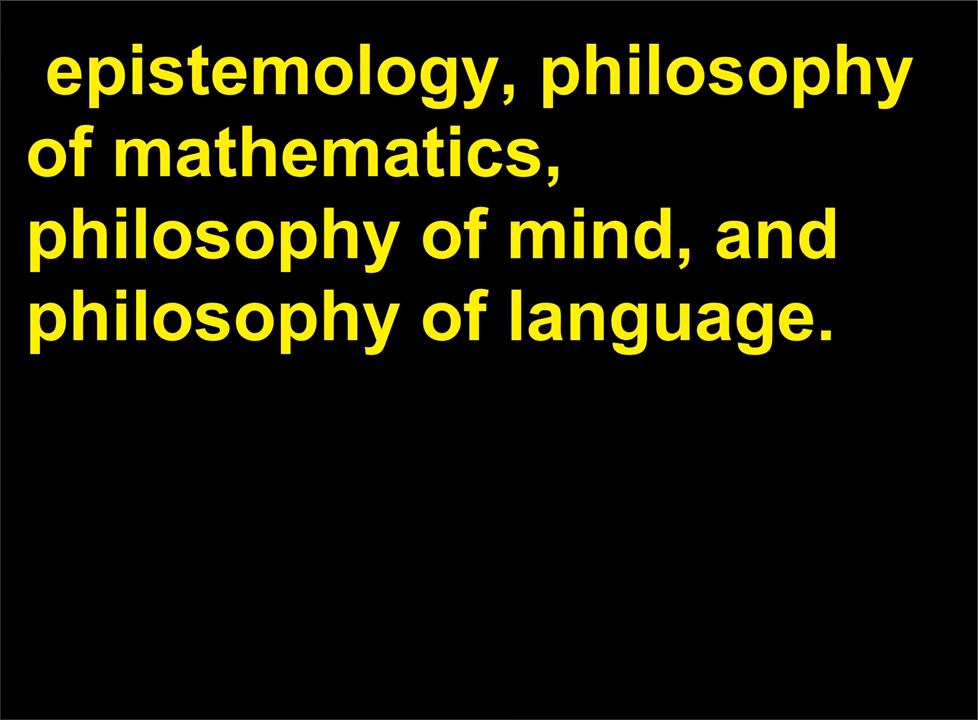 epistemology, philosophy
of mathematics,
philosophy of mind, and
philosophy of language.